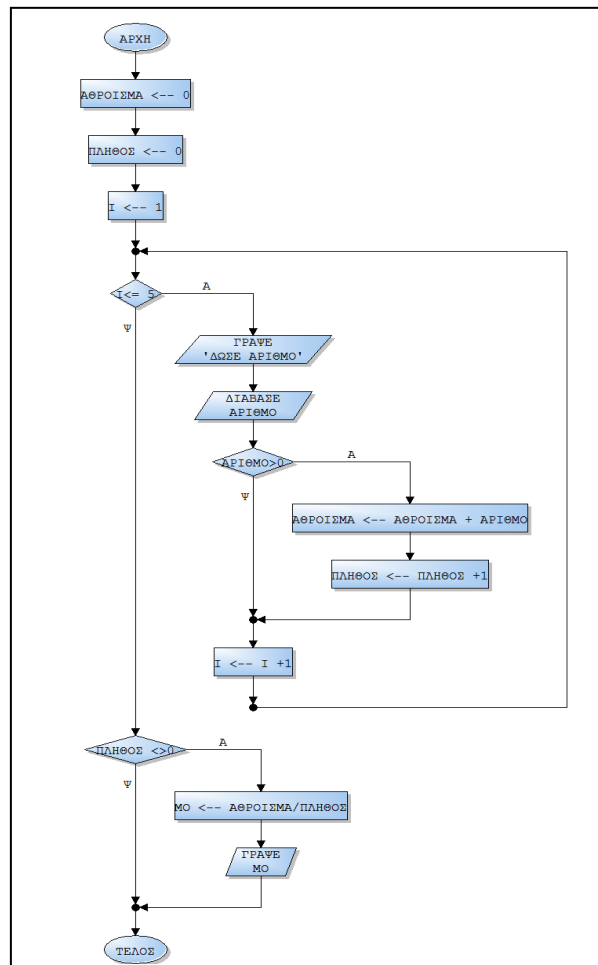 ΑΡΧΗ
ΑΘΡΟΙΣΜΑ <-- 0
ΠΛΗΘΟΣ <-- 0
Ι <-- 1
Ι<= 5
Α
Ψ
ΓΡΑΨΕ
'ΔΩΣΕ ΑΡΙΘΜΟ'
ΔΙΑΒΑΣΕ
ΑΡΙΘΜΟ
ΑΡΙΘΜΟ>0
Α
Ψ
ΑΘΡΟΙΣΜΑ <-- ΑΘΡΟΙΣΜΑ + ΑΡΙΘΜΟ
ΠΛΗΘΟΣ <-- ΠΛΗΘΟΣ +1
Ι <-- Ι +1
ΠΛΗΘΟΣ <>0
Α
Ψ
ΜΟ <-- ΑΘΡΟΙΣΜΑ/ΠΛΗΘΟΣ
ΓΡΑΨΕ
ΜΟ
ΤΕΛΟΣ